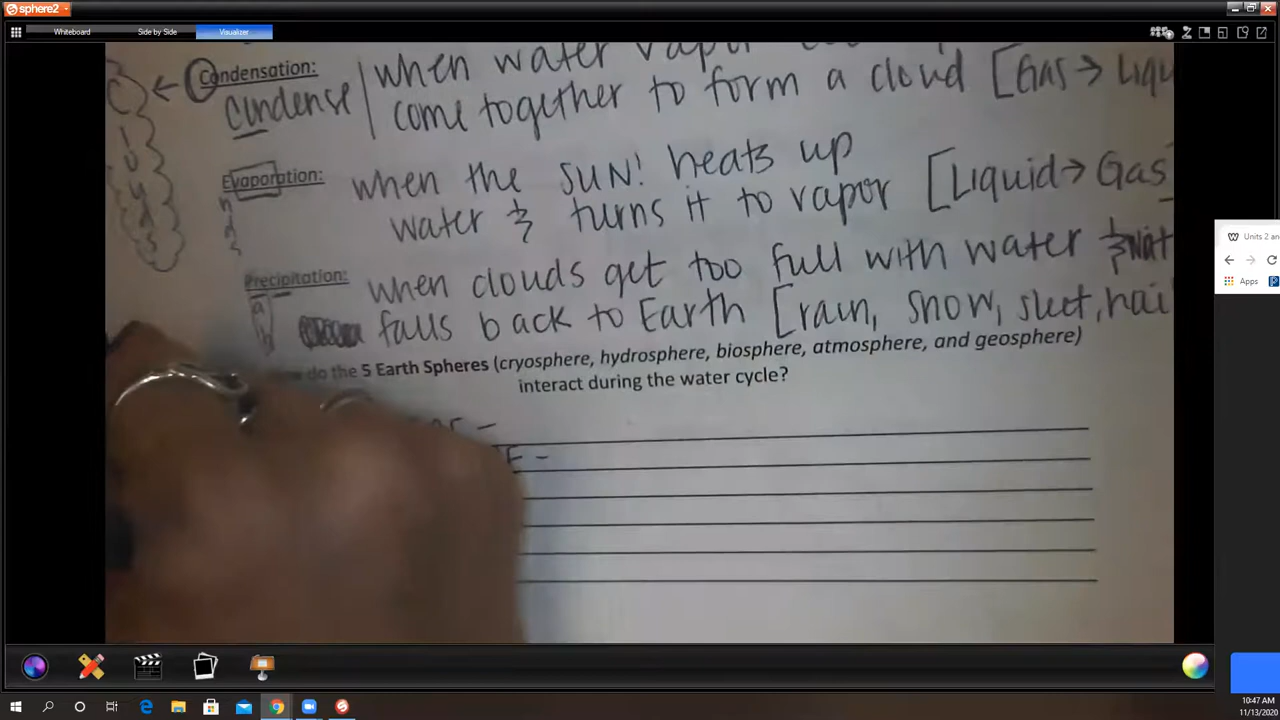 sphere2
Whiteboard
Side by Side
Visualizer
Condensation: when water vapor
condense come together to form a cloud [Gas →
Clouds
Evaporation: when the SUN! heats up
water & turns it to vapor [Liquid → Gas
Precipitation: when clouds get too full with water &
falls back to Earth [rain, snow, sleet, hail
do the 5 Earth Spheres (cryosphere, hydrosphere, biosphere, atmosphere, and geosphere)
interact during the water cycle?
Units 2 an
Apps
10:47 AM
11/13/2020